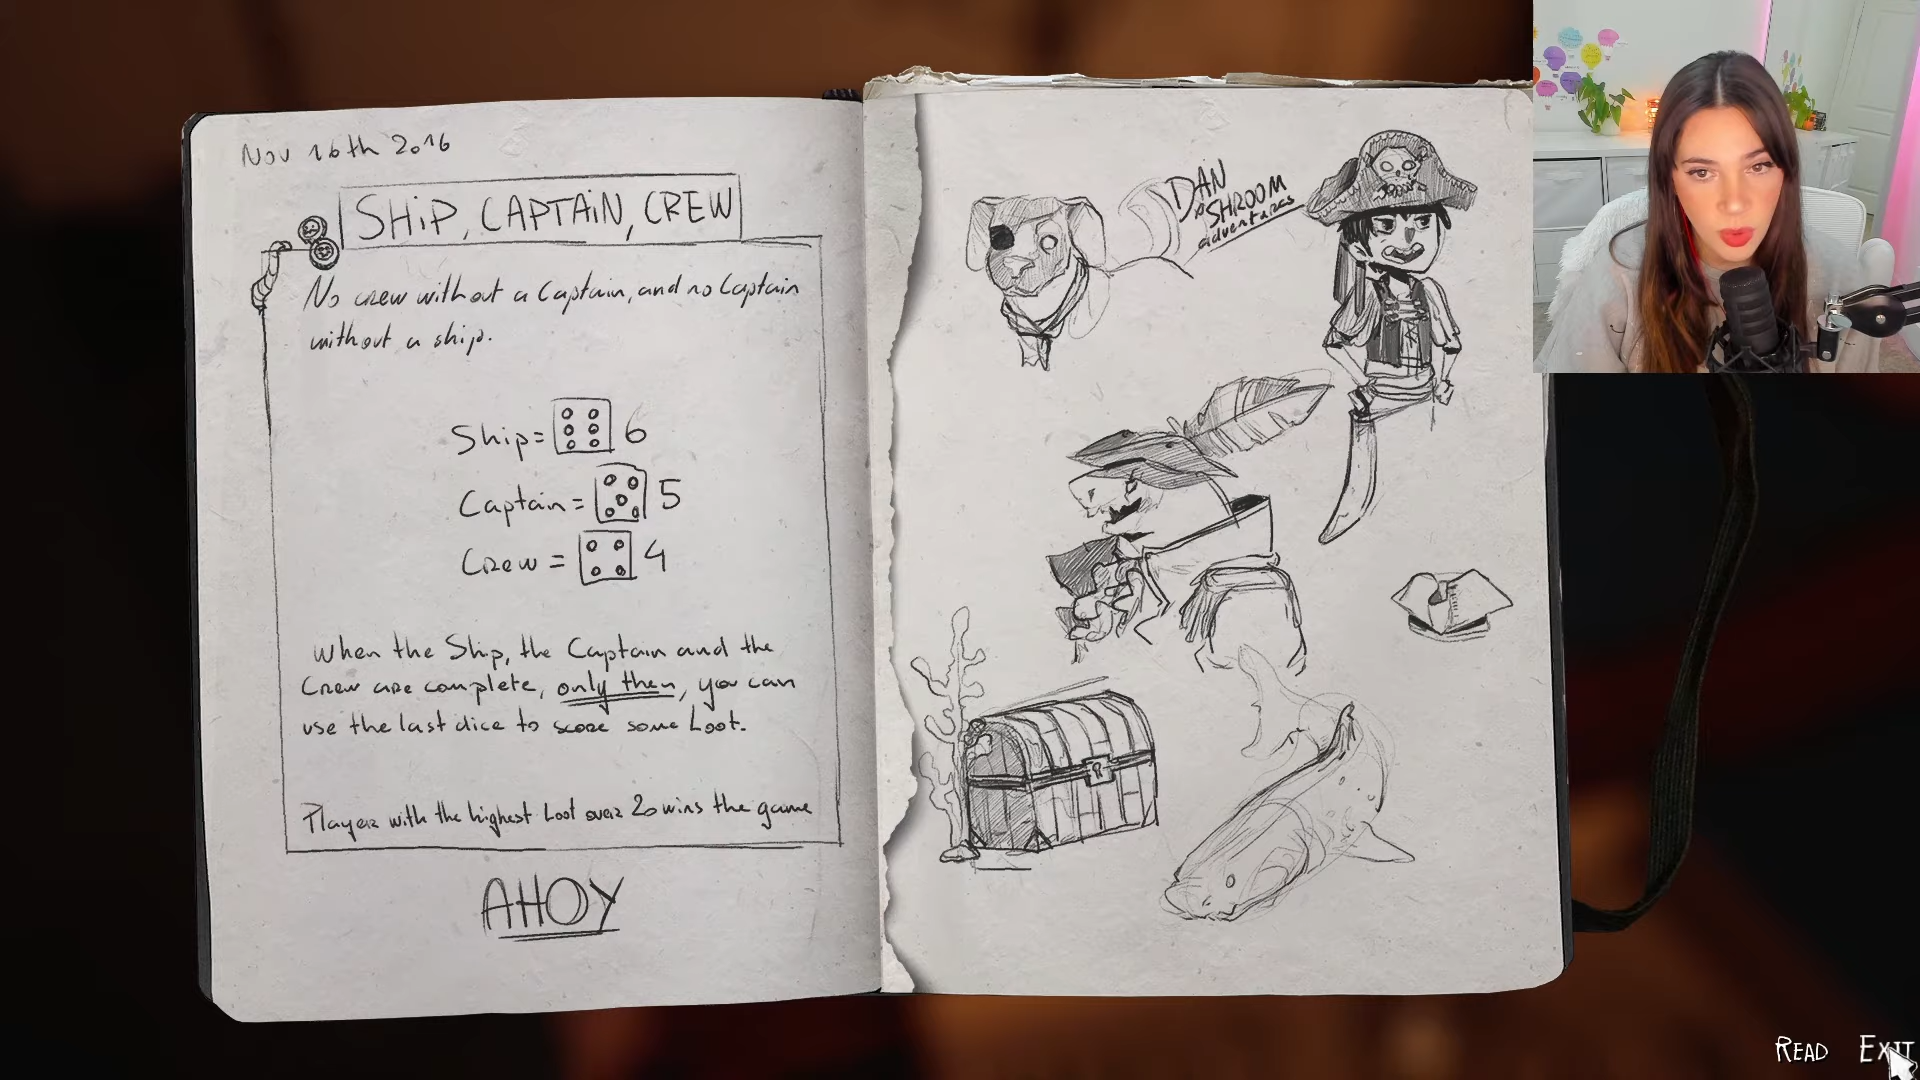 Nov 16th 2016
SHiP, CAPTAiN, CREW
No crew without a Captain, and no Captain
without a ship.
Ship = 6
Captain = 5
Crew = 4
When the Ship, the Captain and the
Crew are complete, only then, you can
use the last dice to score some Loot.
Player with the highest Loot over 20 wins the game
AHOY
DAN
SHROOM
adventures
READ EXIT